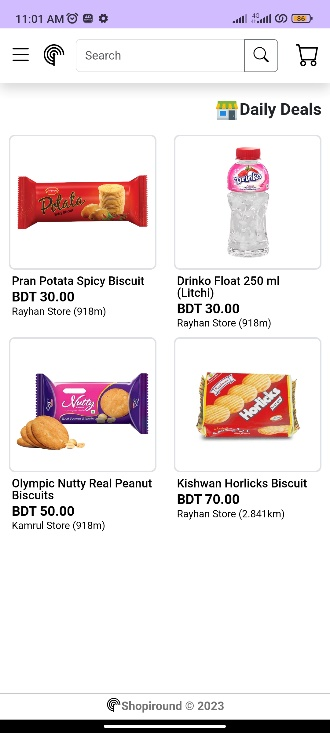 11:01 AM
4G
86
Search
Daily Deals
Potata
Drinko
Pran Potata Spicy Biscuit
BDT 30.00
Rayhan Store (918m)
Drinko Float 250 ml
(Litchi)
BDT 30.00
Rayhan Store (918m)
Nutty
Horlicks
Olympic Nutty Real Peanut
Biscuits
BDT 50.00
Kamrul Store (918m)
Kishwan Horlicks Biscuit
BDT 70.00
Rayhan Store (2.841km)
Shopiround © 2023